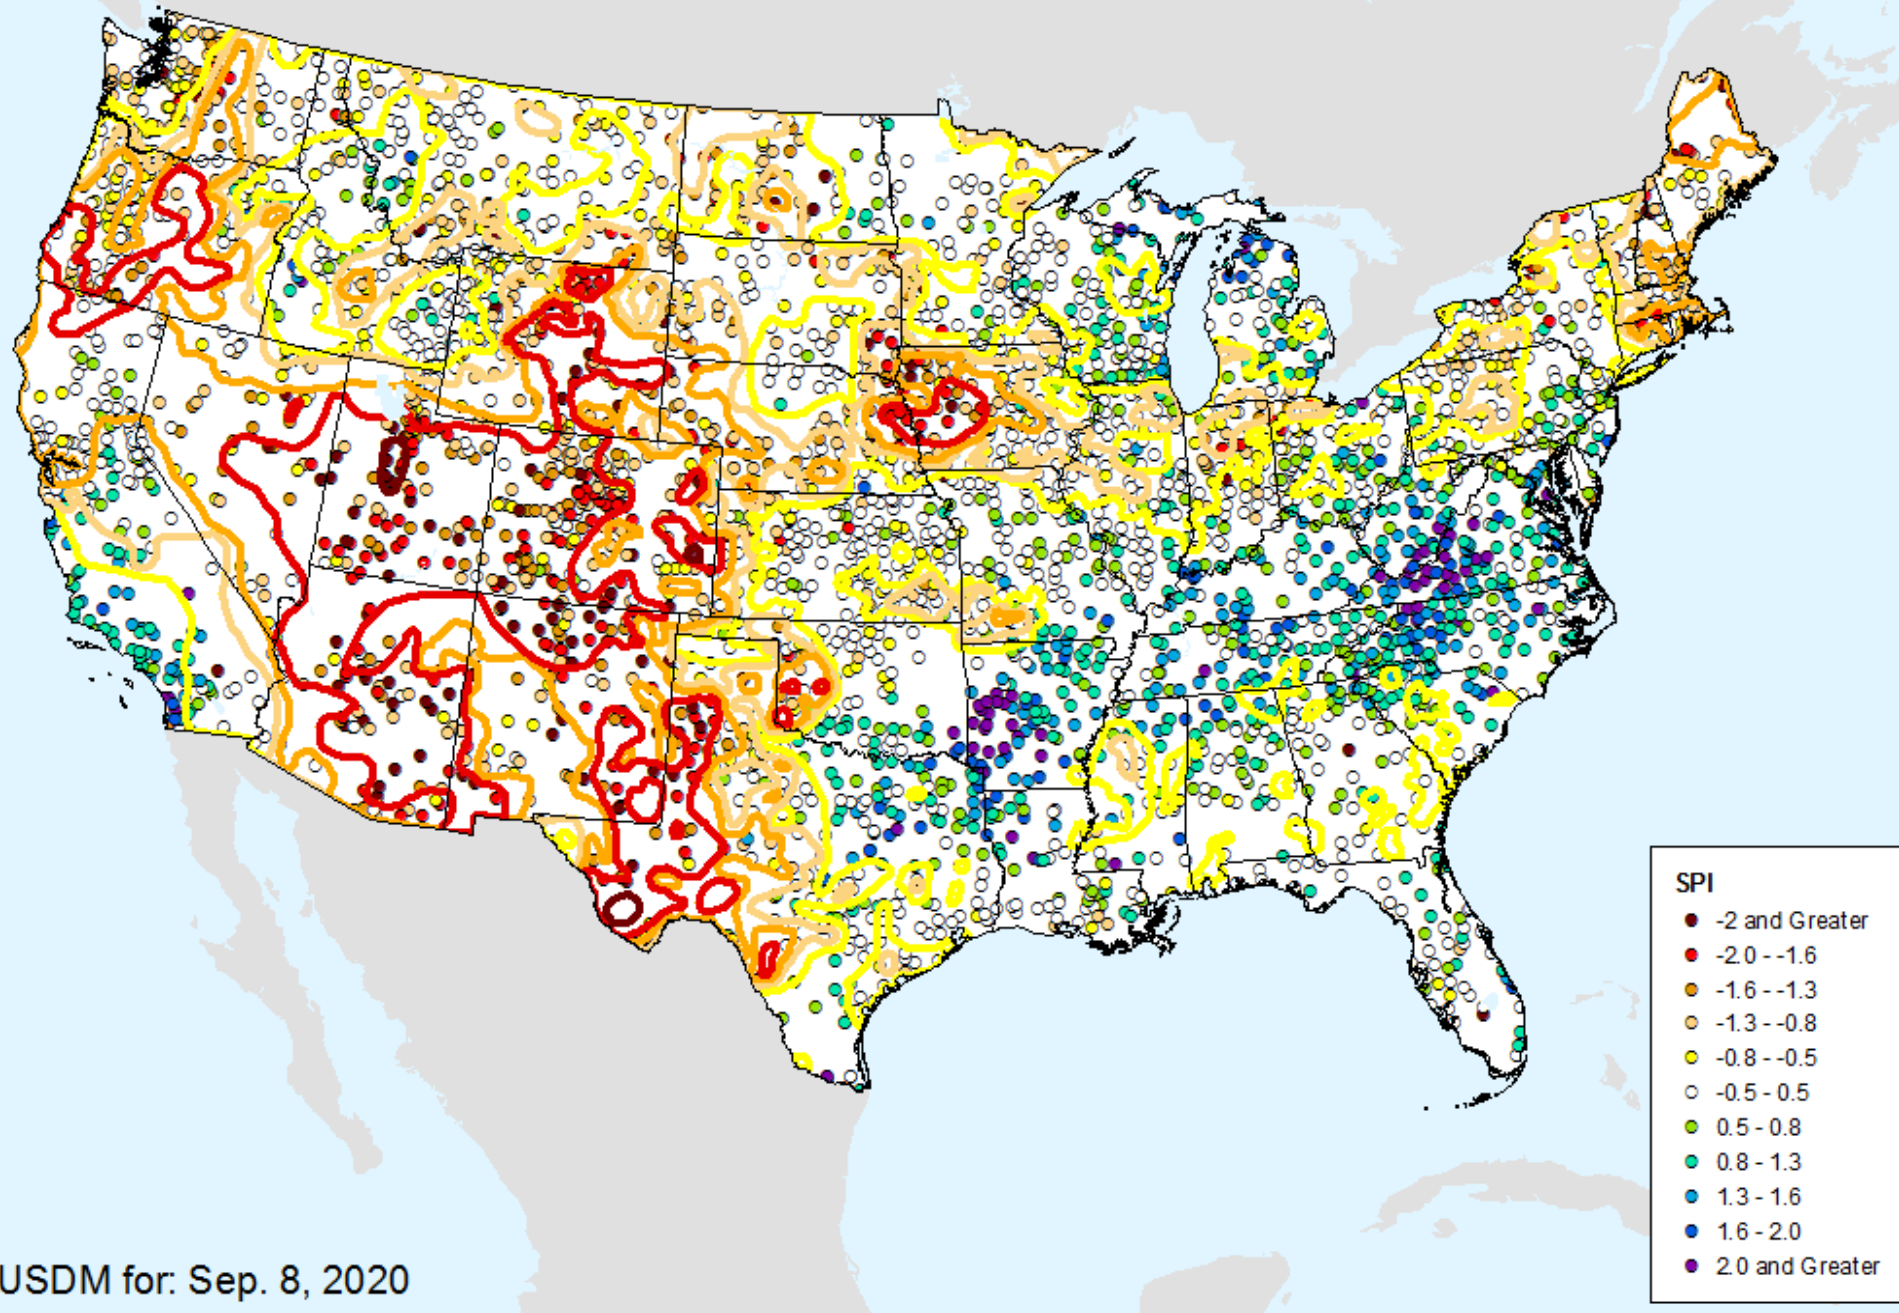 SPI
-2 and Greater
-2.0 - -1.6
-1.6 - -1.3
-1.3 - -0.8
-0.8 - -0.5
-0.5 - 0.5
0.5 - 0.8
0.8 - 1.3
1.3 - 1.6
1.6 - 2.0
2.0 and Greater
USDM for: Sep. 8, 2020